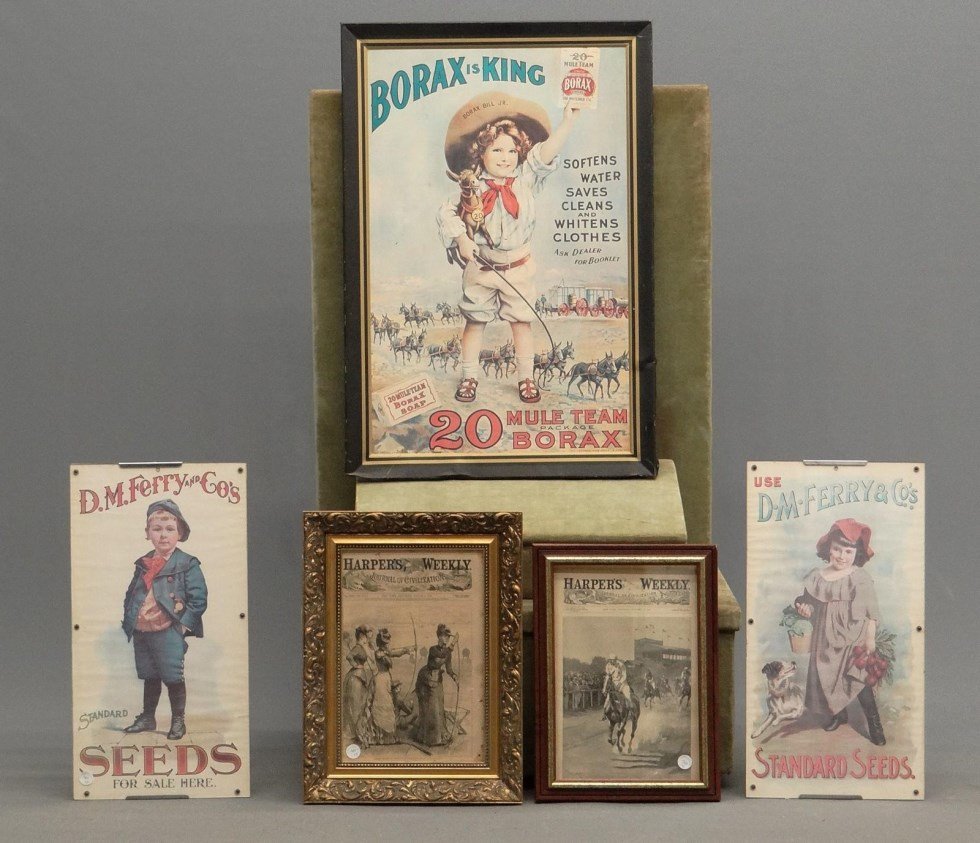 BORAX IS KING
20
MULE TEAM
BORAX
BORAX BILL JR.
SOFTENS
WATER
SAVES
CLEANS
AND
WHITENS
CLOTHES
ASK DEALER
FOR BOOKLET
20 MULE TEAM
BORAX
SOAP
20 MULE TEAM
PACKAGE
BORAX
D.M. Ferry AND Co's
STANDARD
SEEDS
FOR SALE HERE.
HARPER'S WEEKLY
JOURNAL OF CIVILIZATION
HARPER'S WEEKLY
USE
D.M. FERRY & Co's
STANDARD SEEDS.